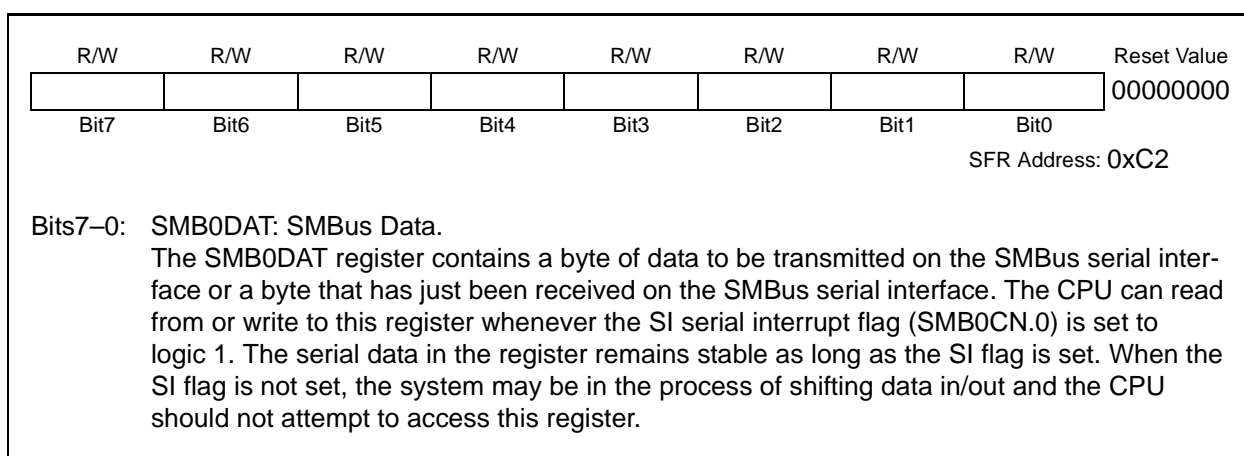 R/W R/W R/W R/W R/W R/W R/W R/W Reset Value
00000000
Bit7 Bit6 Bit5 Bit4 Bit3 Bit2 Bit1 Bit0
SFR Address: 0xC2
Bits7–0: SMB0DAT: SMBus Data.
The SMB0DAT register contains a byte of data to be transmitted on the SMBus serial inter-
face or a byte that has just been received on the SMBus serial interface. The CPU can read
from or write to this register whenever the SI serial interrupt flag (SMB0CN.0) is set to
logic 1. The serial data in the register remains stable as long as the SI flag is set. When the
SI flag is not set, the system may be in the process of shifting data in/out and the CPU
should not attempt to access this register.